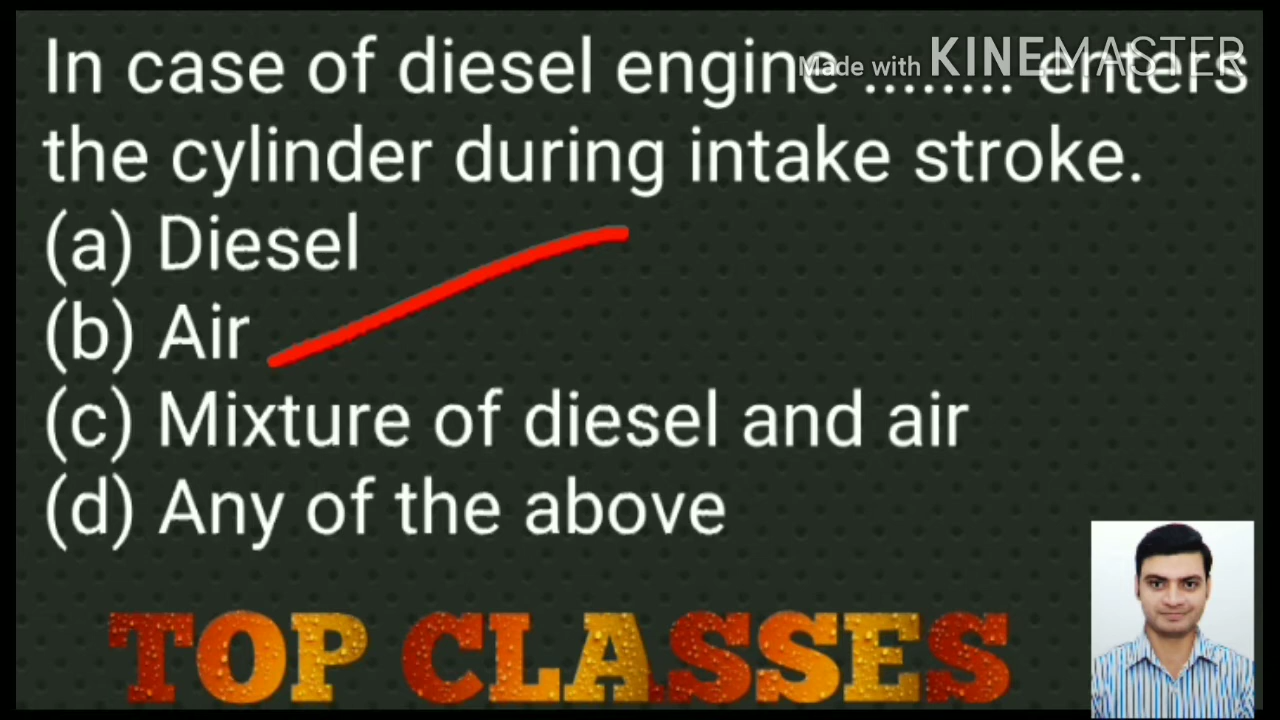 In case of diesel engine ........ enters
Made with KINEMASTER
the cylinder during intake stroke.
(a) Diesel
(b) Air
(c) Mixture of diesel and air
(d) Any of the above
TOP CLASSES